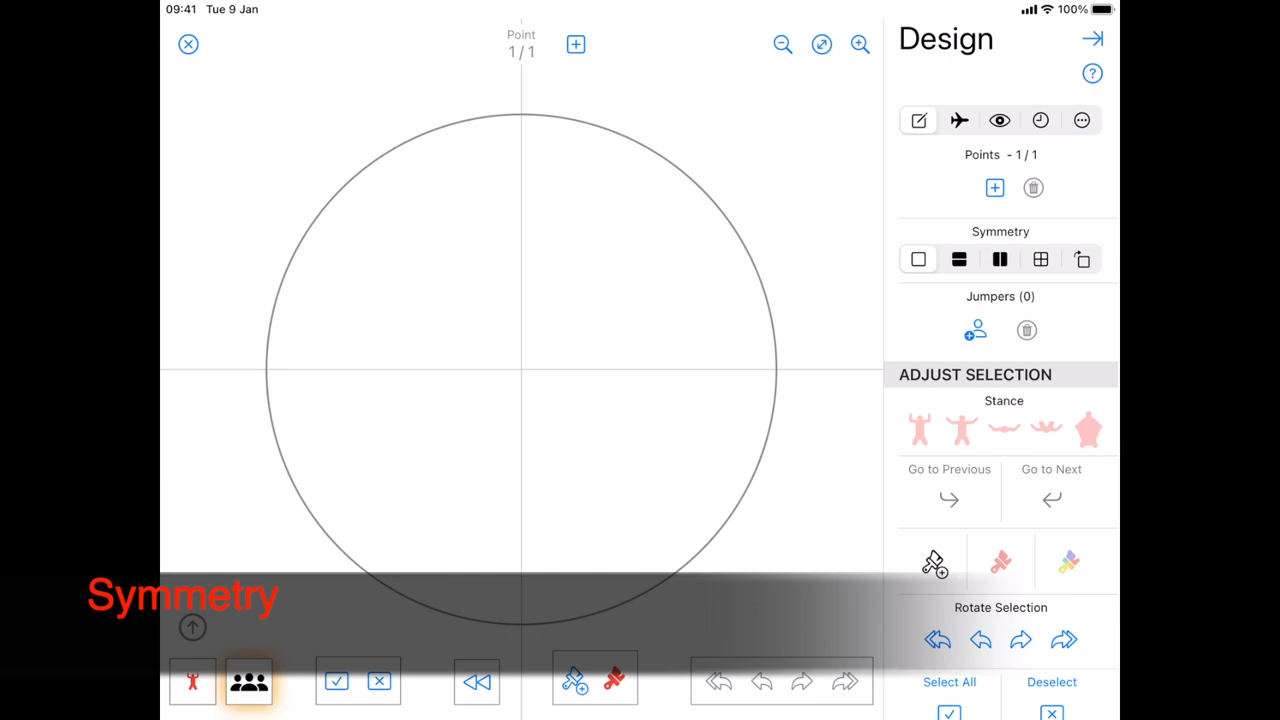 09:41 Tue 9 Jan
100%
Point
1 / 1
Design
Points - 1 / 1
Symmetry
Jumpers (0)
ADJUST SELECTION
Stance
Go to Previous
Go to Next
Symmetry
Rotate Selection
Select All
Deselect